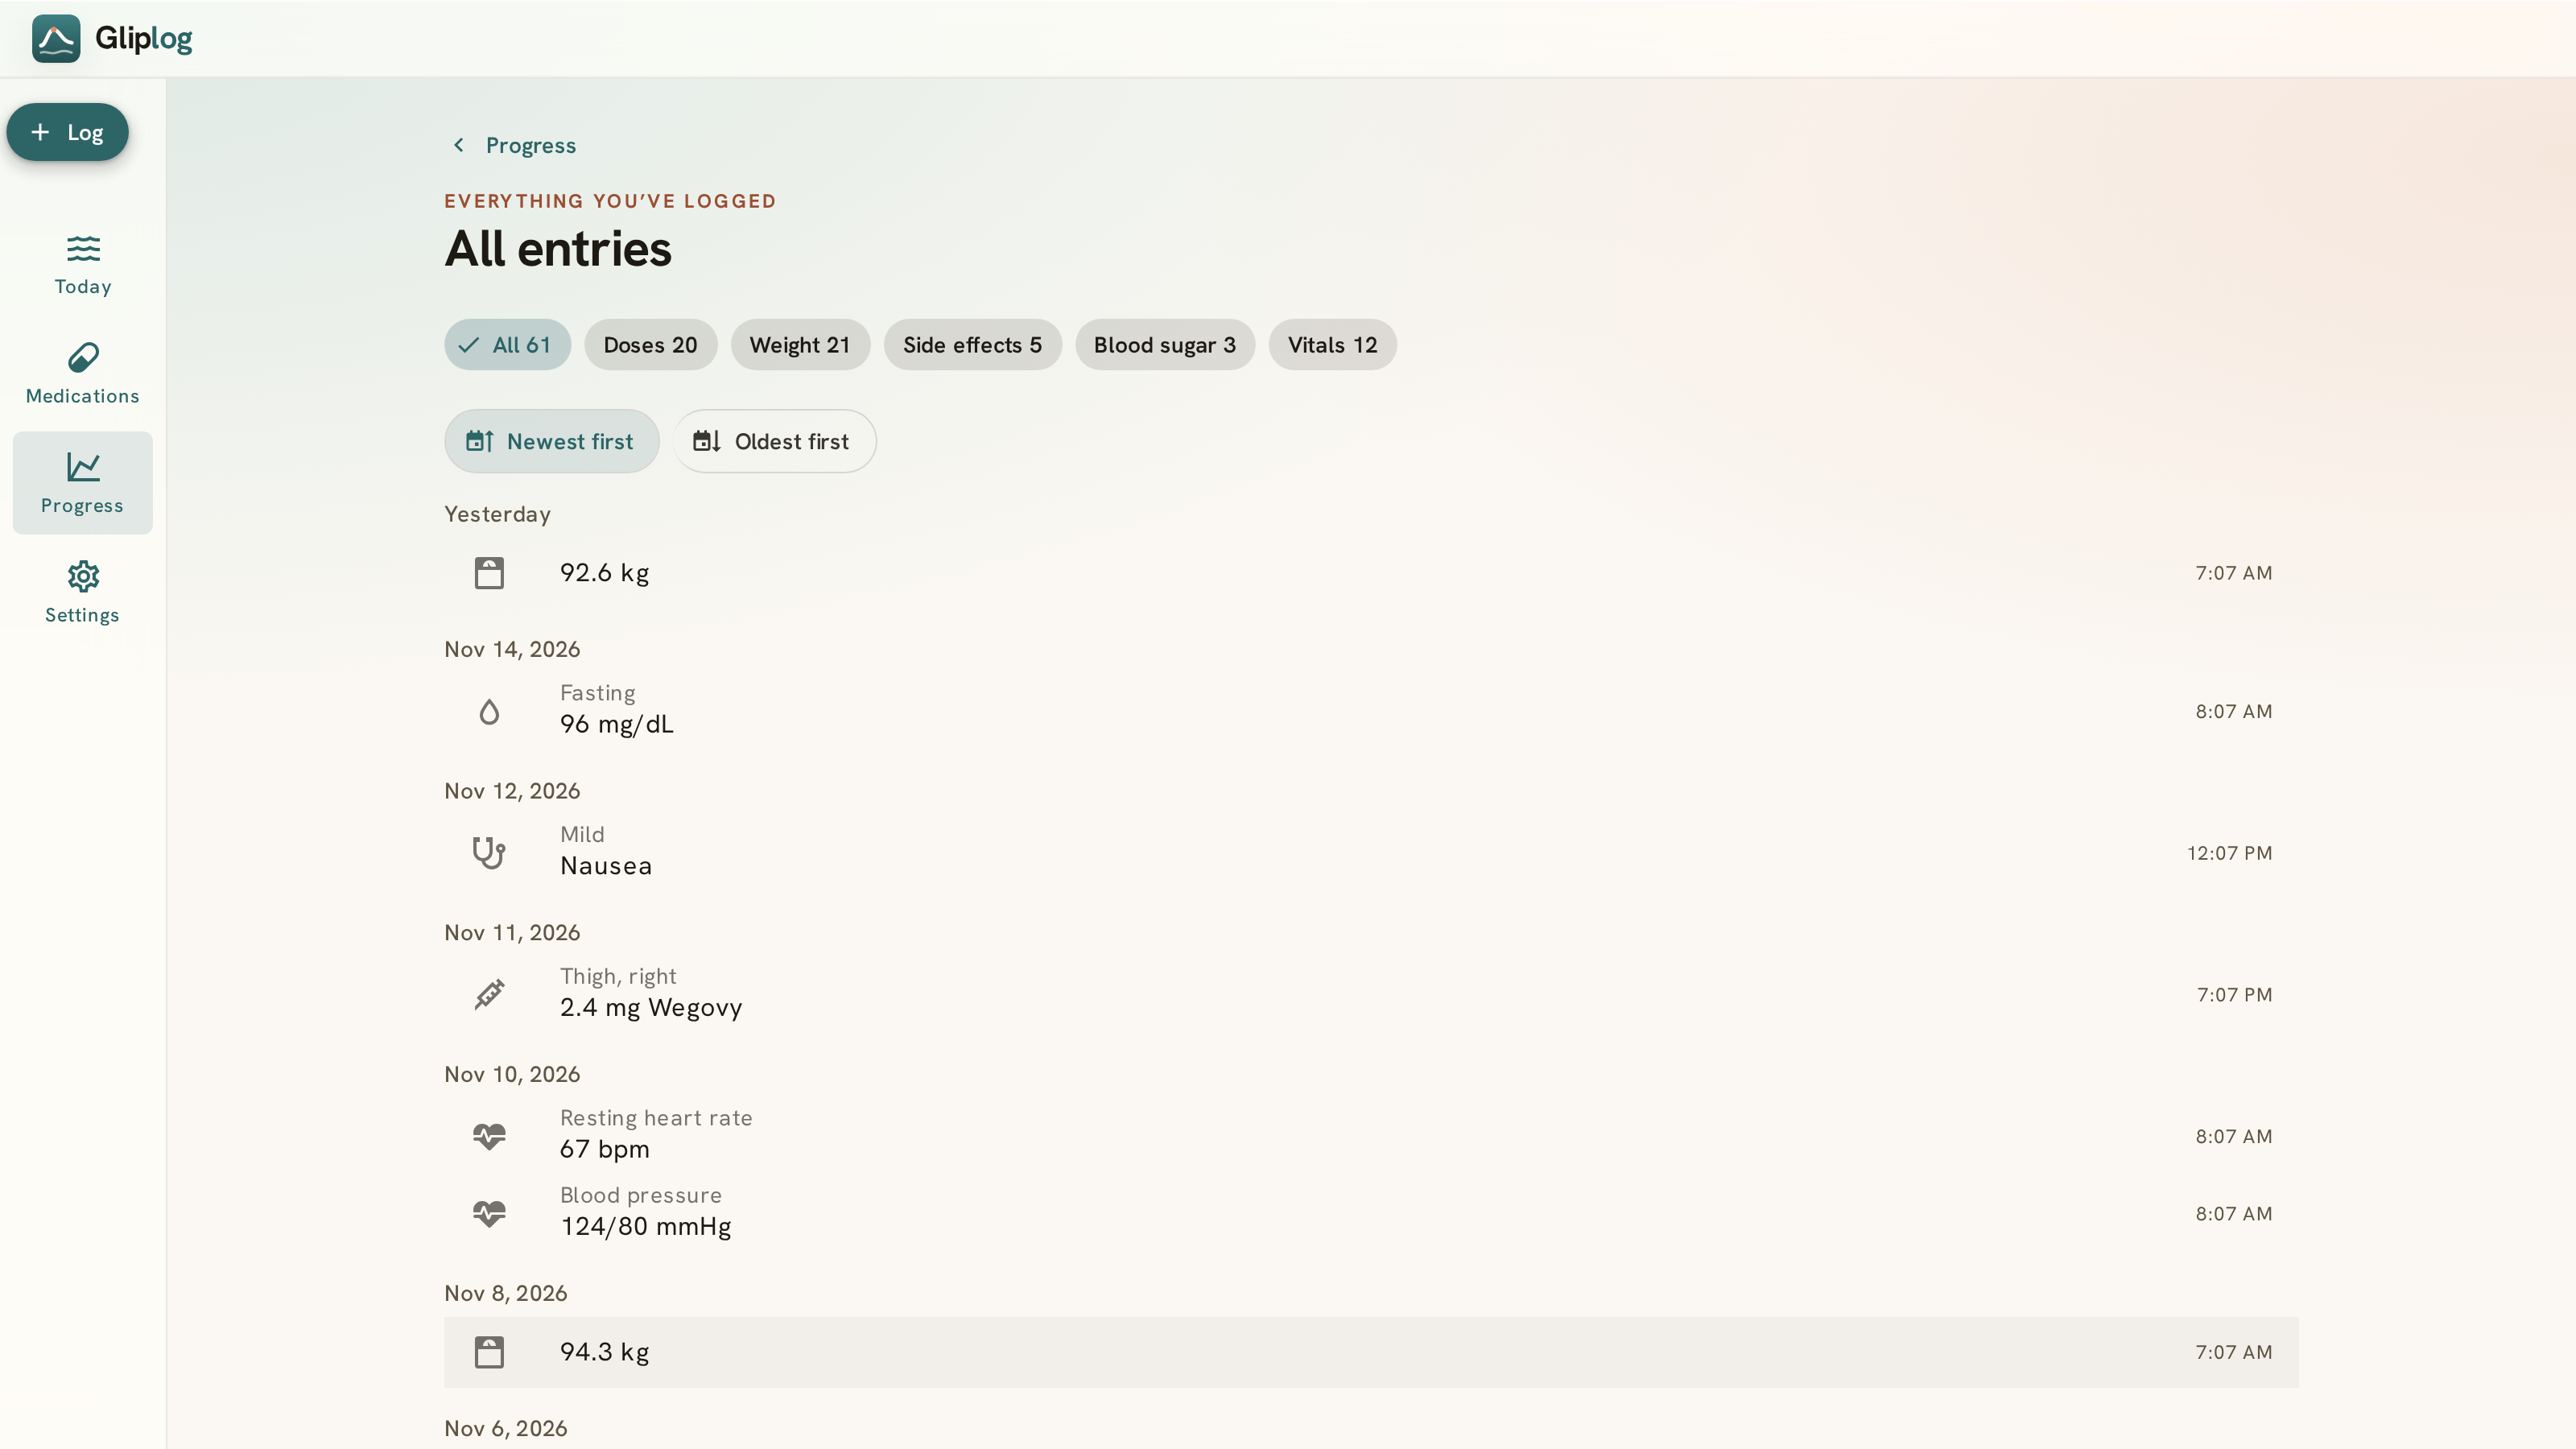 Gliplog
Log
Today
Medications
Progress
Settings
Progress
EVERYTHING YOU’VE LOGGED
All entries
All 61
Doses 20
Weight 21
Side effects 5
Blood sugar 3
Vitals 12
Newest first
Oldest first
Yesterday
92.6 kg
7:07 AM
Nov 14, 2026
Fasting
96 mg/dL
8:07 AM
Nov 12, 2026
Mild
Nausea
12:07 PM
Nov 11, 2026
Thigh, right
2.4 mg Wegovy
7:07 PM
Nov 10, 2026
Resting heart rate
67 bpm
8:07 AM
Blood pressure
124/80 mmHg
8:07 AM
Nov 8, 2026
94.3 kg
7:07 AM
Nov 6, 2026